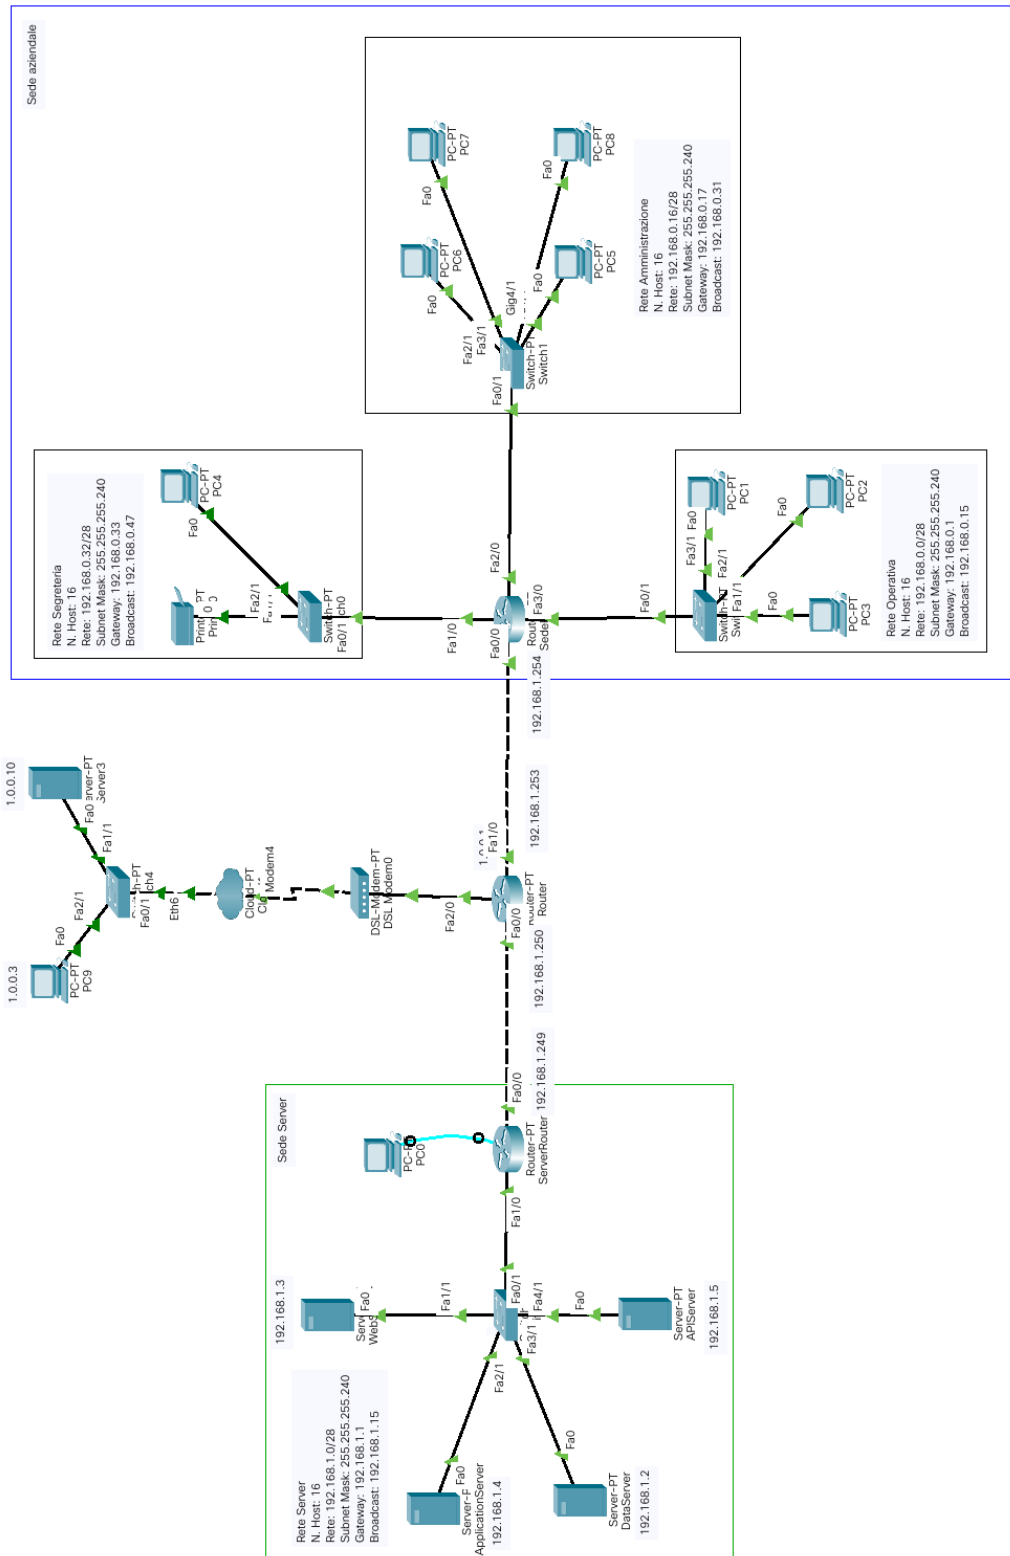 Sede aziendale
Fa0
PC-PT
PC7
Fa0
PC-PT
PC8
Fa0
PC-PT
PC6
Fa0
PC-PT
PC5
Gig4/1
Fa2/1
Fa3/1
Fa0/1
Switch-PT
Switch1
Rete Amministrazione
N. Host: 16
Rete: 192.168.0.16/28
Subnet Mask: 255.255.255.240
Gateway: 192.168.0.17
Broadcast: 192.168.0.31
Rete Segreteria
N. Host: 16
Rete: 192.168.0.32/28
Subnet Mask: 255.255.255.240
Gateway: 192.168.0.33
Broadcast: 192.168.0.47
PC-PT
PC4
Fa0
Fa2/1
Switch-PT
Fa0/1
Fa1/0
Fa0/0
Fa2/0
Fa3/0
192.168.1.254
Fa0/1
Fa3/1
Fa0
PC-PT
PC1
Fa2/1
Fa0
PC-PT
PC2
Fa1/1
Fa0
PC-PT
PC3
Rete Operativa
N. Host: 16
Rete: 192.168.0.0/28
Subnet Mask: 255.255.255.240
Gateway: 192.168.0.1
Broadcast: 192.168.0.15
1.0.0.10
Fa0
Fa1/1
1.0.0.3
Fa0
PC-PT
PC9
Fa2/1
Fa0/1
Eth6
Cloud-PT
Modem4
DSL-Modem-PT
DSL Modem0
Fa2/0
Fa1/0
192.168.1.253
Router-PT
Router
Fa0/0
192.168.1.250
192.168.1.249
Fa0/0
Sede Server
PC0
Router-PT
ServerRouter
Fa1/0
192.168.1.3
Fa0
Fa1/1
Fa0/1
Fa4/1
Fa3/1
Fa2/1
Fa0
Server-PT
APIServer
192.168.1.5
Fa0
ApplicationServer
192.168.1.4
Fa0
Server-PT
DataServer
192.168.1.2
Rete Server
N. Host: 16
Rete: 192.168.1.0/28
Subnet Mask: 255.255.255.240
Gateway: 192.168.1.1
Broadcast: 192.168.1.15